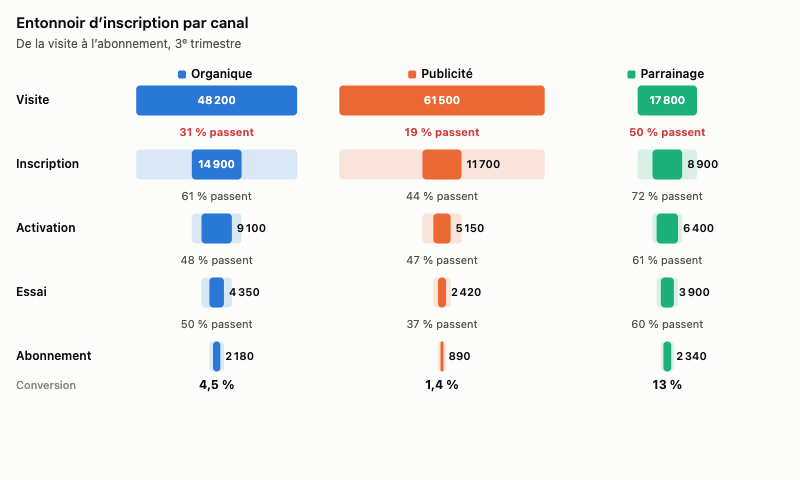 Entonnoir d’inscription par canal
De la visite à l’abonnement, 3ᵉ trimestre
Organique Publicité Parrainage
Visite 48 200 61 500 17 800
31 % passent 19 % passent 50 % passent
Inscription 14 900 11 700 8 900
61 % passent 44 % passent 72 % passent
Activation 9 100 5 150 6 400
48 % passent 47 % passent 61 % passent
Essai 4 350 2 420 3 900
50 % passent 37 % passent 60 % passent
Abonnement 2 180 890 2 340
Conversion 4,5 % 1,4 % 13 %